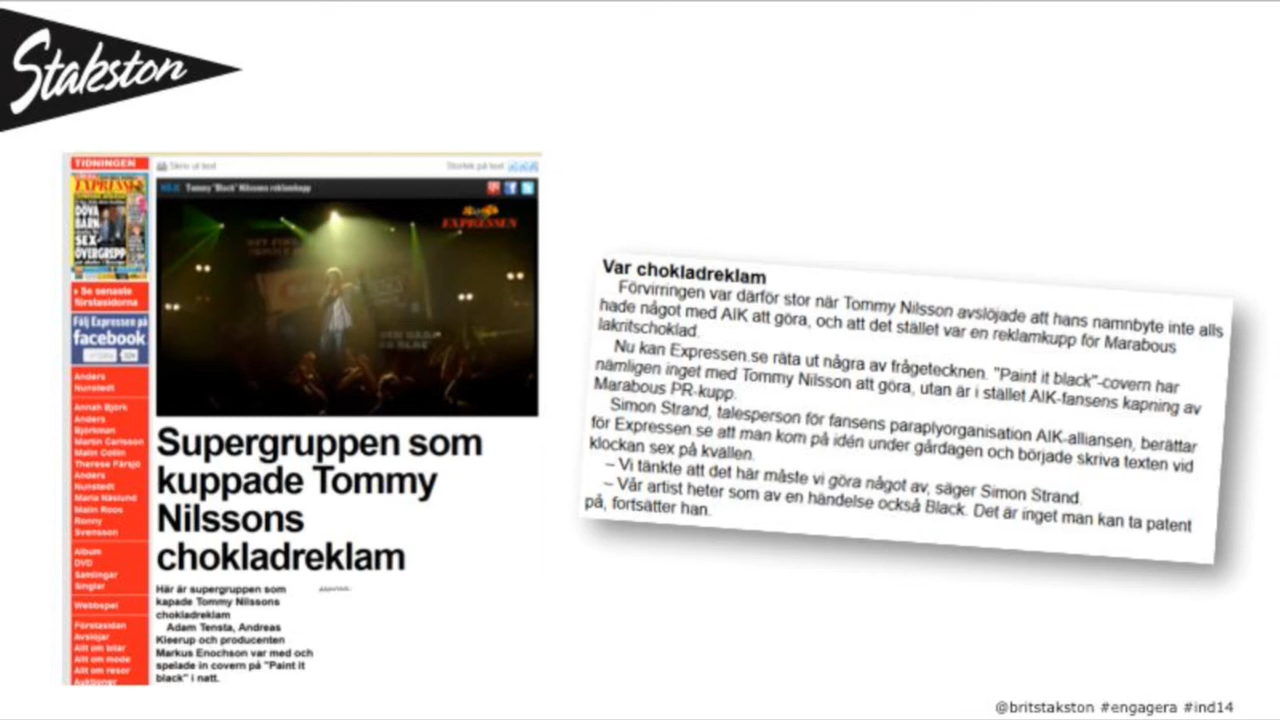 Stakston
TIDNINGEN
EXPRESSEN
DÖVA
BARN
SEX-
ÖVERGREPP
Se senaste
förstasidorna
Följ Expressen på
facebook
Anders
Nunstedt
Annah Björk
Anders
Björkman
Martin Carlsson
Malin Collin
Therese Färsjö
Anders
Nunstedt
Maria Näslund
Malin Roos
Ronny
Svensson
Album
DVD
Samlingar
Singlar
Webbspel
Förstasidan
Avslöjar
Allt om bilar
Allt om mode
Allt om resor
Auktioner
Skriv ut text
Storlek på text
NÖJE Tommy "Black" Nilssons reklamkupp
EXPRESSEN
Supergruppen som
kuppade Tommy
Nilssons
chokladreklam
Här är supergruppen som
kapade Tommy Nilssons
chokladreklam
Adam Tensta, Andreas
Kleerup och producenten
Markus Enochson var med och
spelade in covern på "Paint it
black" i natt.
Var chokladreklam
Förvirringen var därför stor när Tommy Nilsson avslöjade att hans namnbyte inte alls
hade något med AIK att göra, och att det stället var en reklamkupp för Marabous
lakritschoklad.
Nu kan Expressen.se räta ut några av frågetecknen. "Paint it black"-covern har
nämligen inget med Tommy Nilsson att göra, utan är i stället AIK-fansens kapning av
Marabous PR-kupp.
Simon Strand, talesperson för fansens paraplyorganisation AIK-alliansen, berättar
för Expressen.se att man kom på idén under gårdagen och började skriva texten vid
klockan sex på kvällen.
– Vi tänkte att det här måste vi göra något av, säger Simon Strand.
– Vår artist heter som av en händelse också Black. Det är inget man kan ta patent
på, fortsätter han.
@britstakston #engagera #ind14